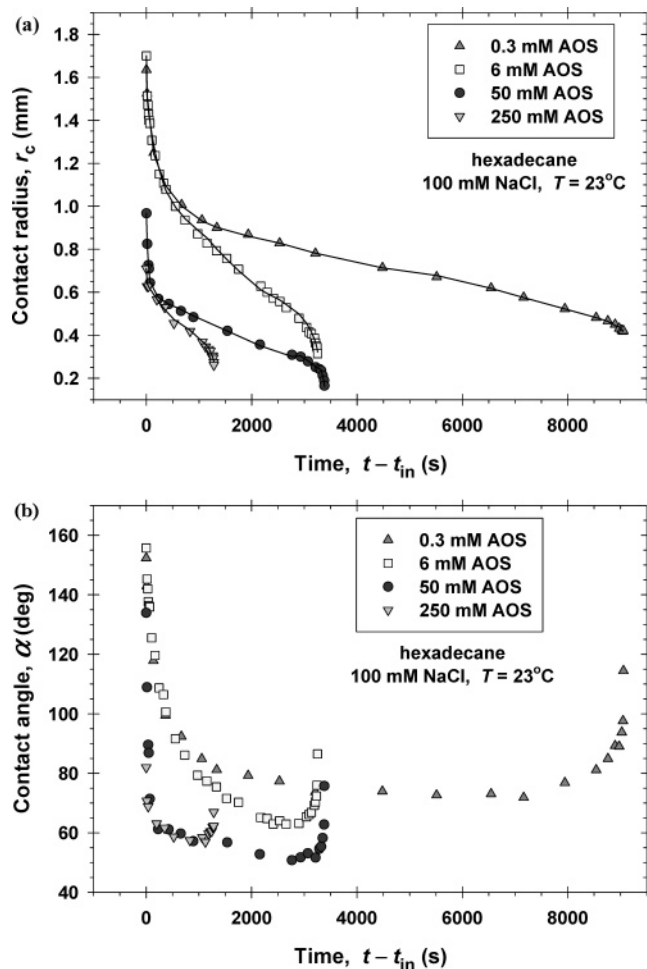 (a)
1.8
1.6
1.4
1.2
1.0
0.8
0.6
0.4
0.2
Contact radius, r_c (mm)
0.3 mM AOS
6 mM AOS
50 mM AOS
250 mM AOS
hexadecane
100 mM NaCl, T = 23°C
0 2000 4000 6000 8000
Time, t – t_in (s)
(b)
160
140
120
100
80
60
40
Contact angle, α (deg)
0.3 mM AOS
6 mM AOS
50 mM AOS
250 mM AOS
hexadecane
100 mM NaCl, T = 23°C
0 2000 4000 6000 8000
Time, t – t_in (s)